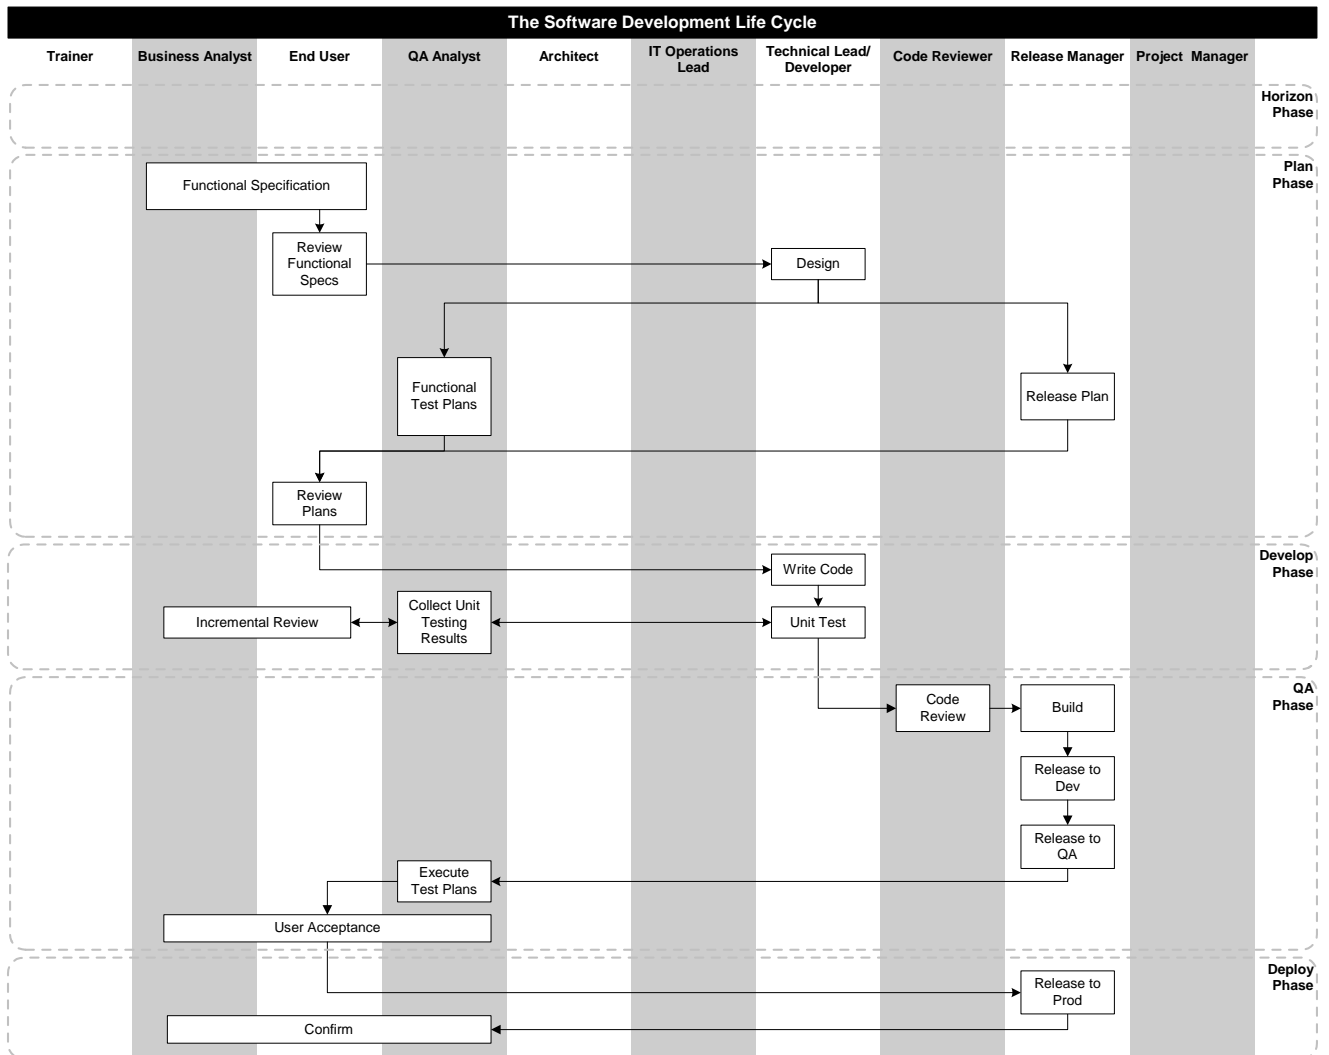 The Software Development Life Cycle
Trainer
Business Analyst
End User
QA Analyst
Architect
IT Operations
Lead
Technical Lead/
Developer
Code Reviewer
Release Manager
Project Manager
Horizon
Phase
Plan
Phase
Functional Specification
Review
Functional
Specs
Design
Functional
Test Plans
Release Plan
Review
Plans
Develop
Phase
Write Code
Incremental Review
Collect Unit
Testing
Results
Unit Test
QA
Phase
Code
Review
Build
Release to
Dev
Release to
QA
Execute
Test Plans
User Acceptance
Deploy
Phase
Release to
Prod
Confirm